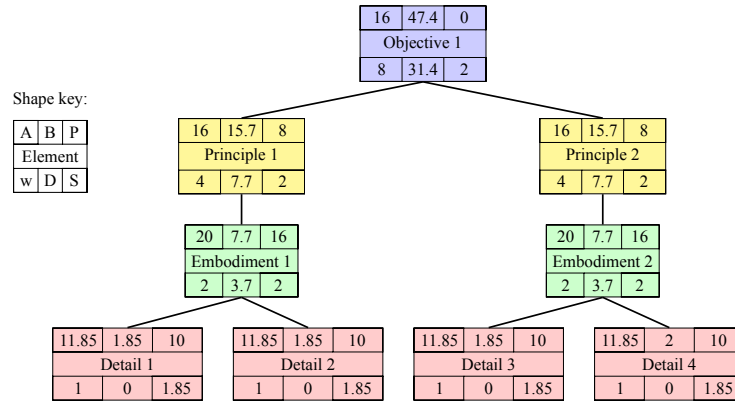 16 47.4 0
Objective 1
8 31.4 2
Shape key:
A B P
Element
w D S
16 15.7 8
Principle 1
4 7.7 2
16 15.7 8
Principle 2
4 7.7 2
20 7.7 16
Embodiment 1
2 3.7 2
20 7.7 16
Embodiment 2
2 3.7 2
11.85 1.85 10
Detail 1
1 0 1.85
11.85 1.85 10
Detail 2
1 0 1.85
11.85 1.85 10
Detail 3
1 0 1.85
11.85 2 10
Detail 4
1 0 1.85